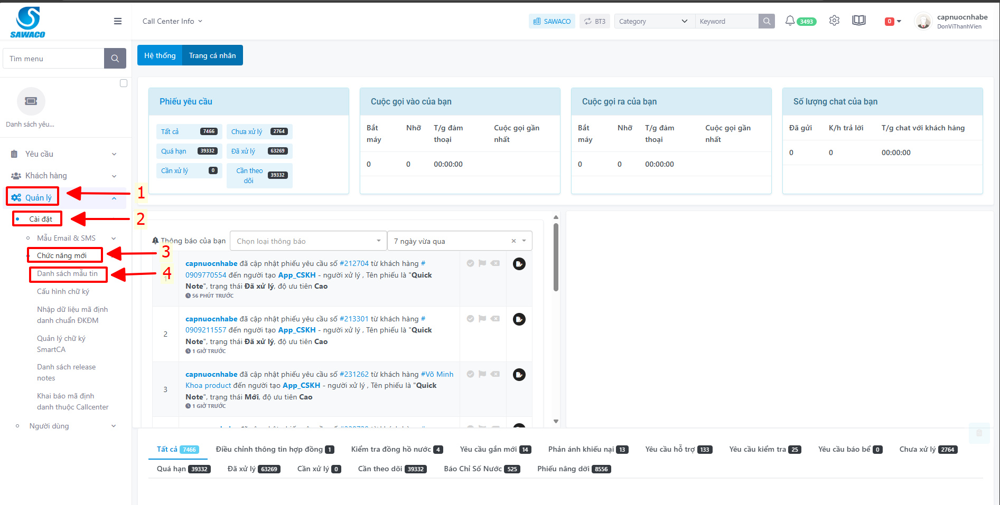 SAWACO
Call Center Info
SAWACO
BT3
Category
Keyword
3493
0
capnuocnhabe
DonViThanhVien
Tìm menu
Hệ thống
Trang cá nhân
Danh sách yêu...
Yêu cầu
Khách hàng
Quản lý
1
Cài đặt
2
Mẫu Email & SMS
Chức năng mới
3
Danh sách mẫu tin
4
Cấu hình chữ ký
Nhập dữ liệu mã định
danh chuẩn ĐKĐM
Quản lý chữ ký
SmartCA
Danh sách release
notes
Khai báo mã định
danh thuộc Callcenter
Người dùng
Phiếu yêu cầu
Tất cả 7466
Chưa xử lý 2764
Quá hạn 39332
Đã xử lý 63269
Cần xử lý 0
Cần theo
dõi 39332
Cuộc gọi vào của bạn
Bắt
máy
Nhỡ
T/g đàm
thoại
Cuộc gọi gần
nhất
0 0 00:00:00
Cuộc gọi ra của bạn
Bắt
máy
Nhỡ
T/g đàm
thoại
Cuộc gọi gần
nhất
0 0 00:00:00
Số lượng chat của bạn
Đã gửi K/h trả lời T/g chat với khách hàng
0 0 00:00:00
Thông báo của bạn
Chọn loại thông báo
7 ngày vừa qua
1
capnuocnhabe đã cập nhật phiếu yêu cầu số #212704 từ khách hàng #
0909770554 đến người tạo App_CSKH - người xử lý , Tên phiếu là "Quick
Note", trạng thái Đã xử lý, độ ưu tiên Cao
56 PHÚT TRƯỚC
2
capnuocnhabe đã cập nhật phiếu yêu cầu số #213301 từ khách hàng #
0909211557 đến người tạo App_CSKH - người xử lý , Tên phiếu là "Quick
Note", trạng thái Đã xử lý, độ ưu tiên Cao
1 GIỜ TRƯỚC
3
capnuocnhabe đã cập nhật phiếu yêu cầu số #231262 từ khách hàng #Võ Minh
Khoa product đến người tạo App_CSKH - người xử lý , Tên phiếu là "Quick
Note", trạng thái Mới, độ ưu tiên Cao
1 GIỜ TRƯỚC
Tất cả 7466 Điều chỉnh thông tin hợp đồng 1 Kiểm tra đồng hồ nước 4 Yêu cầu gắn mới 14 Phản ánh khiếu nại 13 Yêu cầu hỗ trợ 133 Yêu cầu kiểm tra 25 Yêu cầu báo bể 0 Chưa xử lý 2764
Quá hạn 39332 Đã xử lý 63269 Cần xử lý 0 Cần theo dõi 39332 Báo Chỉ Số Nước 525 Phiếu nâng dời 8556